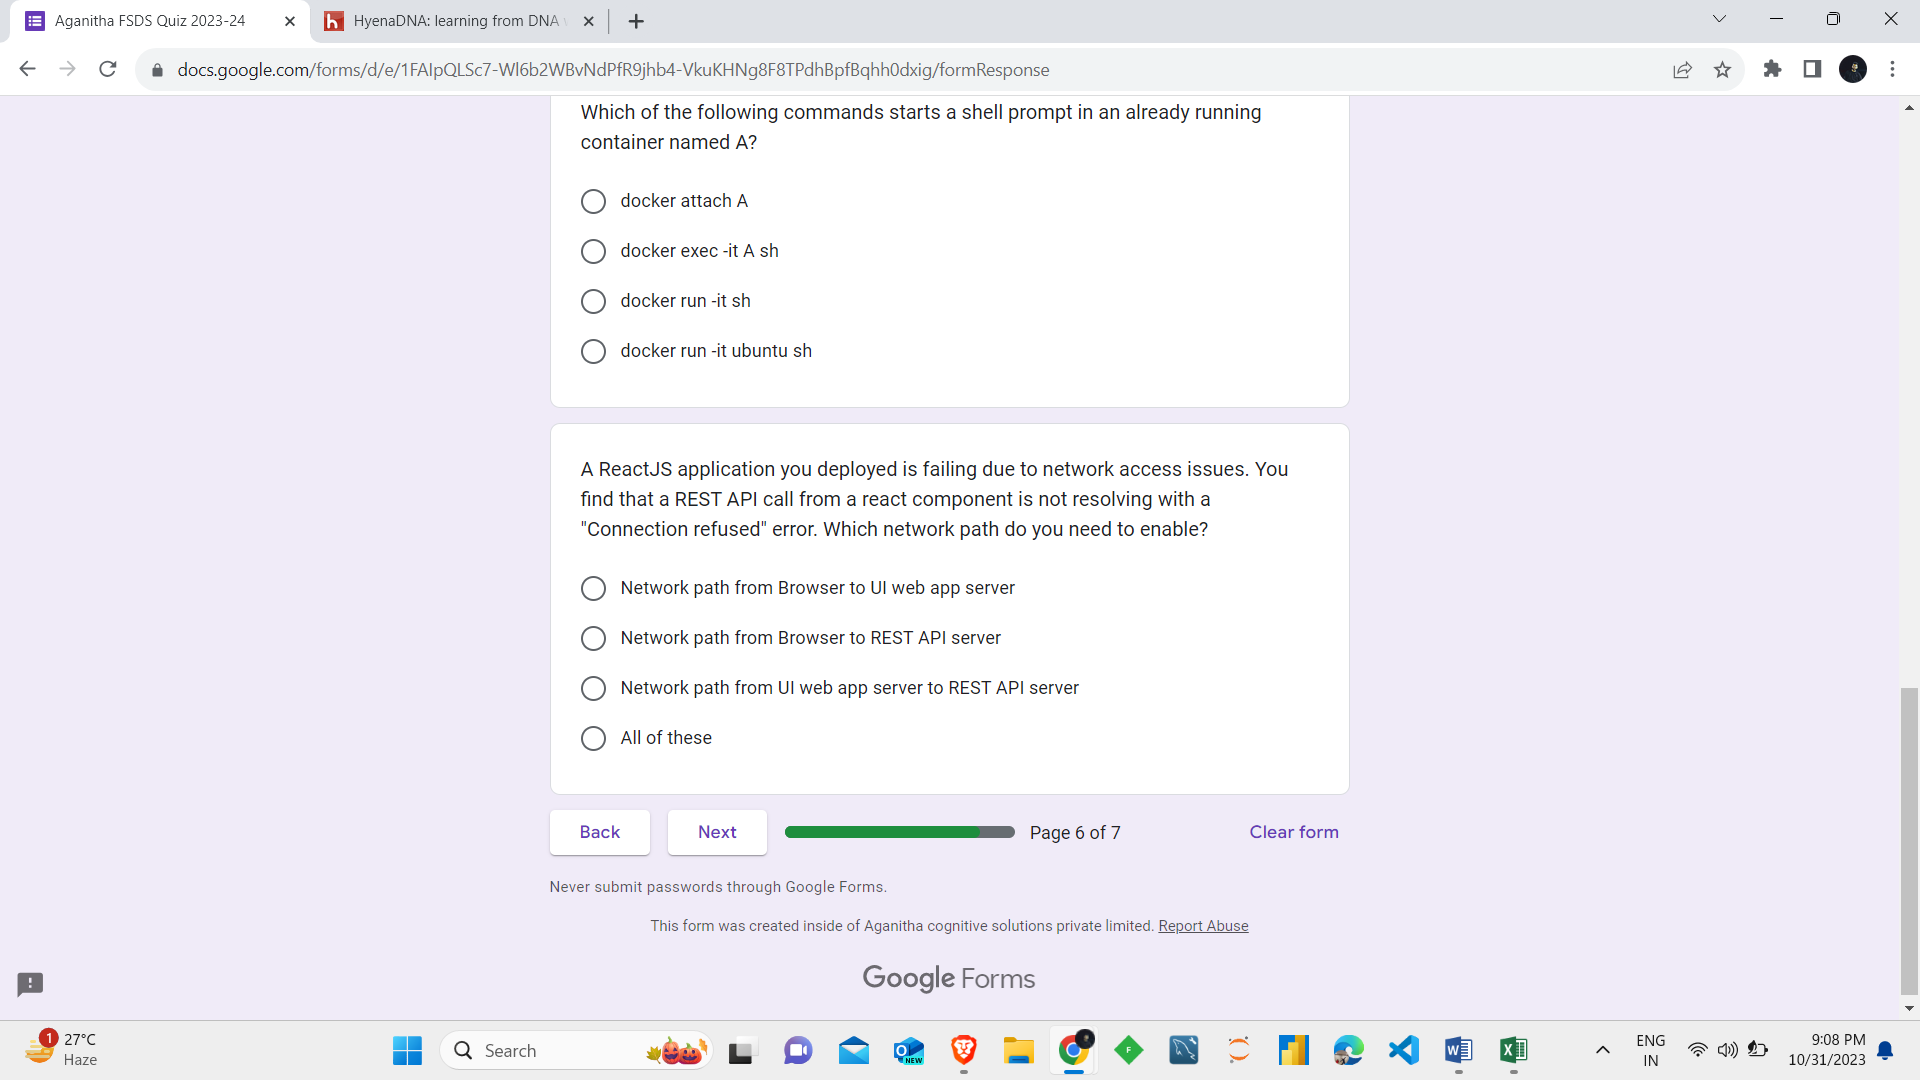 Aganitha FSDS Quiz 2023-24
HyenaDNA: learning from DNA
docs.google.com/forms/d/e/1FAIpQLSc7-Wl6b2WBvNdPfR9jhb4-VkuKHNg8F8TPdhBpfBqhh0dxig/formResponse
Which of the following commands starts a shell prompt in an already running
container named A?
docker attach A
docker exec -it A sh
docker run -it sh
docker run -it ubuntu sh
A ReactJS application you deployed is failing due to network access issues. You
find that a REST API call from a react component is not resolving with a
"Connection refused" error. Which network path do you need to enable?
Network path from Browser to UI web app server
Network path from Browser to REST API server
Network path from UI web app server to REST API server
All of these
Back
Next
Page 6 of 7
Clear form
Never submit passwords through Google Forms.
This form was created inside of Aganitha cognitive solutions private limited. Report Abuse
Google Forms
1
27°C
Haze
Search
NEW
ENG
IN
9:08 PM
10/31/2023